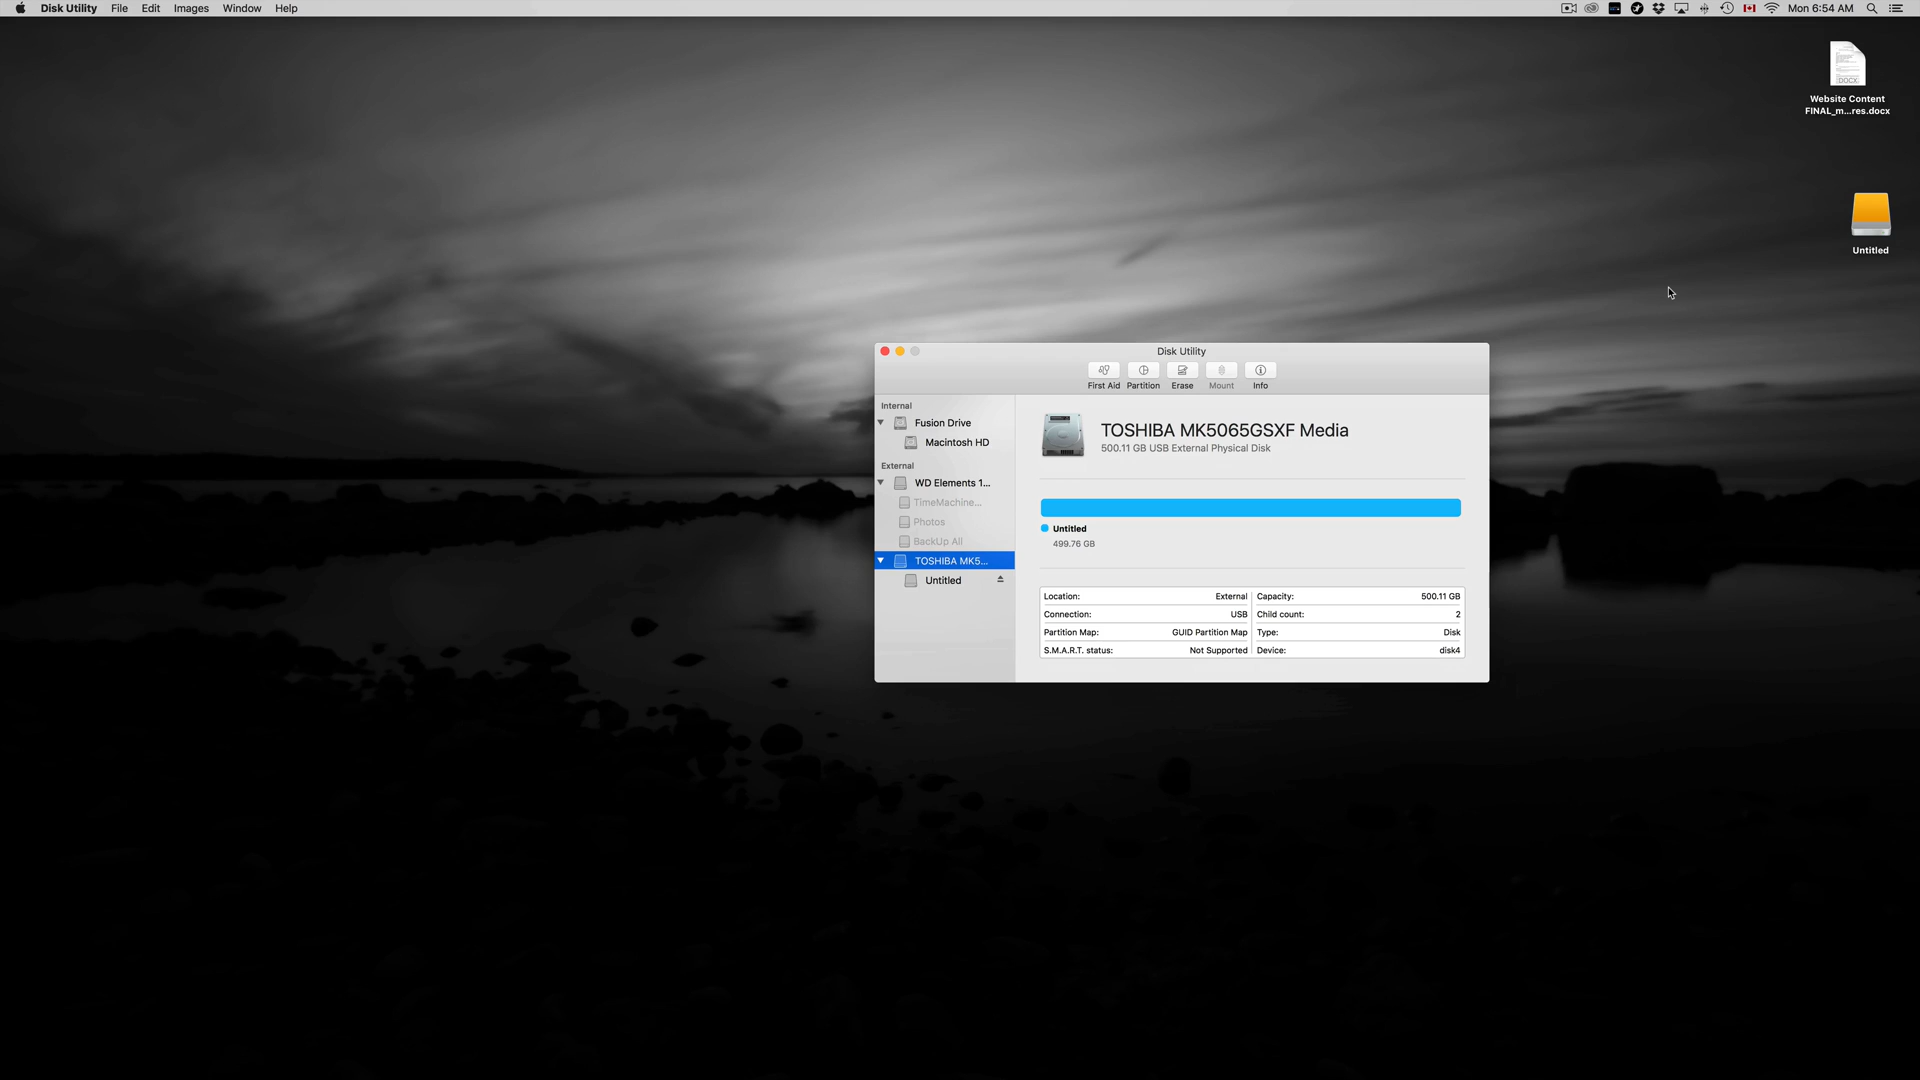 Disk Utility File Edit Images Window Help
Mon 6:54 AM
DOCX
Website Content
FINAL_m...res.docx
Untitled
Disk Utility
First Aid Partition Erase Mount Info
Internal
Fusion Drive
Macintosh HD
External
WD Elements 1...
TimeMachine...
Photos
BackUp All
TOSHIBA MK5...
Untitled
TOSHIBA MK5065GSXF Media
500.11 GB USB External Physical Disk
Untitled
499.76 GB
Location: External Capacity: 500.11 GB
Connection: USB Child count: 2
Partition Map: GUID Partition Map Type: Disk
S.M.A.R.T. status: Not Supported Device: disk4